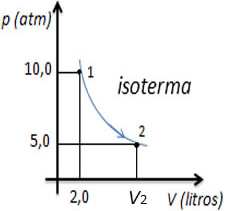 p (atm)
10,0
1
isoterma
2
5,0
2,0
V2
V (litros)